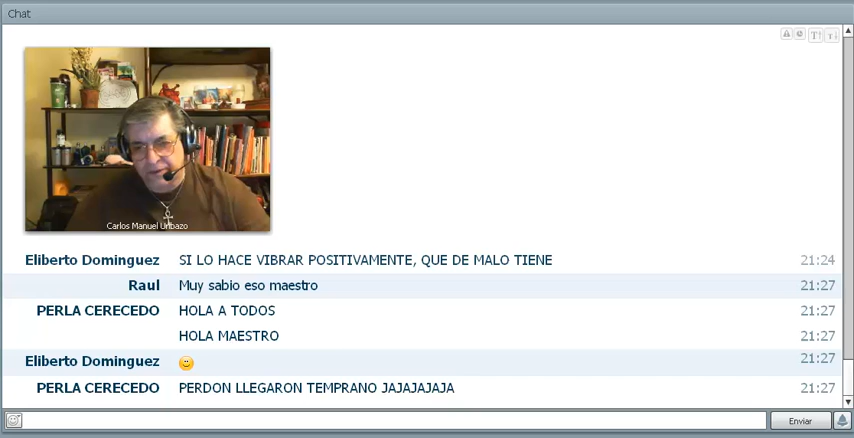 Chat
Carlos Manuel Uribazo
Eliberto Dominguez SI LO HACE VIBRAR POSITIVAMENTE, QUE DE MALO TIENE 21:24
Raul Muy sabio eso maestro 21:27
PERLA CERECEDO HOLA A TODOS 21:27
HOLA MAESTRO 21:27
Eliberto Dominguez 21:27
PERLA CERECEDO PERDON LLEGARON TEMPRANO JAJAJAJAJA 21:27
Enviar